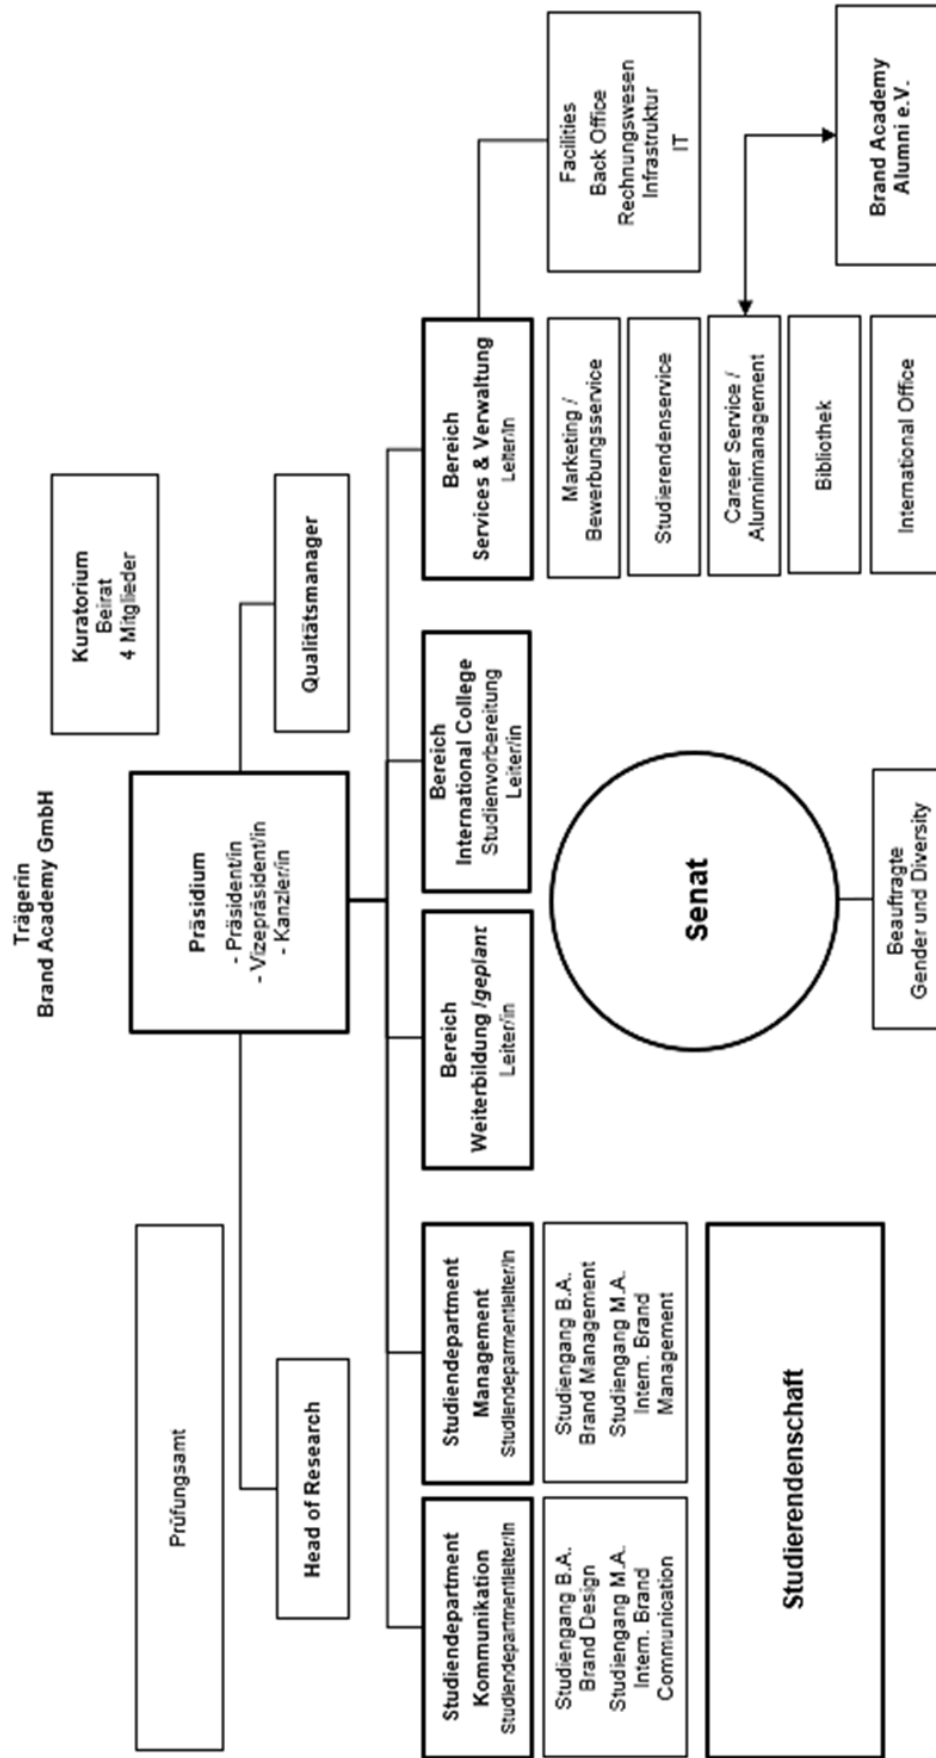 Trägerin
Brand Academy GmbH
Prüfungsamt
Präsidium
- Präsident/in
- Vizepräsident/in
- Kanzler/in
Kuratorium
Beirat
4 Mitglieder
Head of Research
Qualitätsmanager
Studiendepartment
Kommunikation
Studiendepartmentleiter/in
Studiendepartment
Management
Studiendeparmentleiter/in
Bereich
Weiterbildung /geplant
Leiter/in
Bereich
International College
Studienvorbereitung
Leiter/in
Bereich
Services & Verwaltung
Leiter/in
Studiengang B.A.
Brand Design
Studiengang M.A.
Intern. Brand
Communication
Studiengang B.A.
Brand Management
Studiengang M.A.
Intern. Brand
Management
Studierendenschaft
Senat
Beauftragte
Gender und Diversity
Marketing /
Bewerbungsservice
Studierendenservice
Career Service /
Alumnimanagement
Bibliothek
International Office
Facilities
Back Office
Rechnungswesen
Infrastruktur
IT
Brand Academy
Alumni e.V.